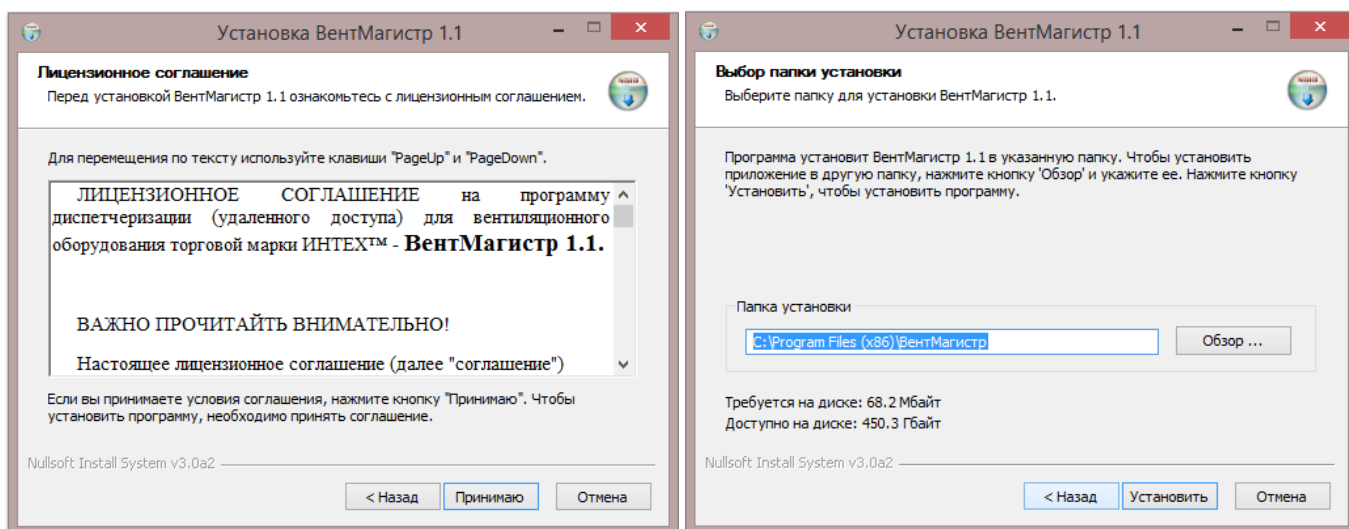 Установка ВентМагистр 1.1
Лицензионное соглашение
Перед установкой ВентМагистр 1.1 ознакомьтесь с лицензионным соглашением.
Для перемещения по тексту используйте клавиши "PageUp" и "PageDown".
ЛИЦЕНЗИОННОЕ СОГЛАШЕНИЕ на программу
диспетчеризации (удаленного доступа) для вентиляционного
оборудования торговой марки ИНТЕХ™ - ВентМагистр 1.1.
ВАЖНО ПРОЧИТАЙТЬ ВНИМАТЕЛЬНО!
Настоящее лицензионное соглашение (далее "соглашение")
Если вы принимаете условия соглашения, нажмите кнопку "Принимаю". Чтобы
установить программу, необходимо принять соглашение.
Nullsoft Install System v3.0a2
< Назад
Принимаю
Отмена
Установка ВентМагистр 1.1
Выбор папки установки
Выберите папку для установки ВентМагистр 1.1.
Программа установит ВентМагистр 1.1 в указанную папку. Чтобы установить
приложение в другую папку, нажмите кнопку 'Обзор' и укажите ее. Нажмите кнопку
'Установить', чтобы установить программу.
Папка установки
C:\Program Files (x86)\ВентМагистр
Обзор ...
Требуется на диске: 68.2 Мбайт
Доступно на диске: 450.3 Гбайт
Nullsoft Install System v3.0a2
< Назад
Установить
Отмена